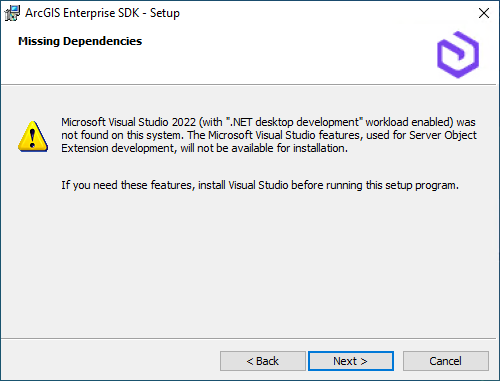 ArcGIS Enterprise SDK - Setup
Missing Dependencies
Microsoft Visual Studio 2022 (with ".NET desktop development" workload enabled) was
not found on this system. The Microsoft Visual Studio features, used for Server Object
Extension development, will not be available for installation.
If you need these features, install Visual Studio before running this setup program.
< Back
Next >
Cancel